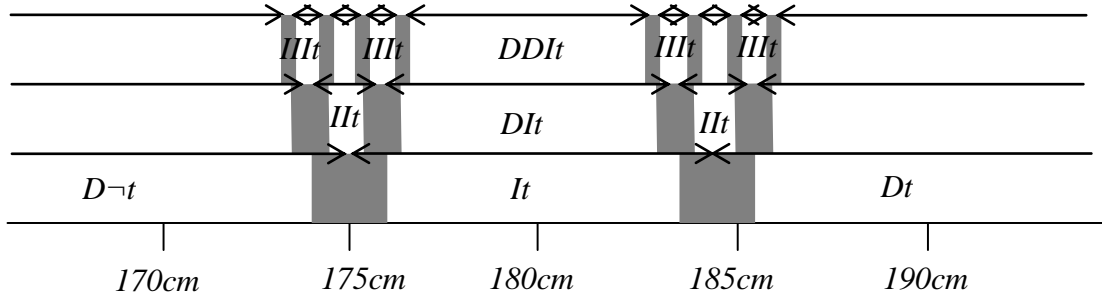 IIIt IIIt DDIt IIIt IIIt
IIt DIt IIt
D¬t It Dt
170cm 175cm 180cm 185cm 190cm